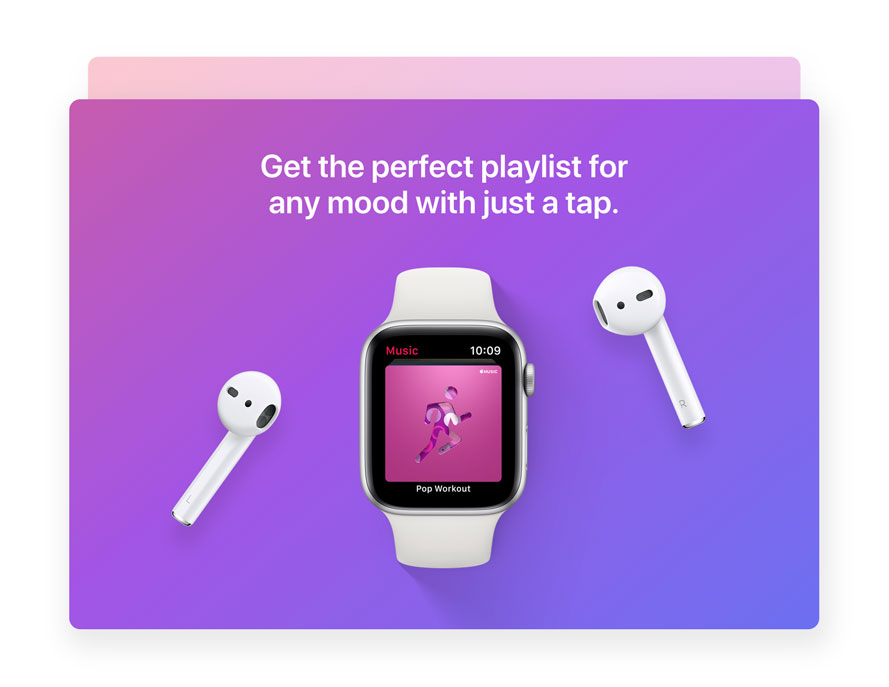 Get the perfect playlist for
any mood with just a tap.
Music 10:09
MUSIC
Pop Workout
L
R